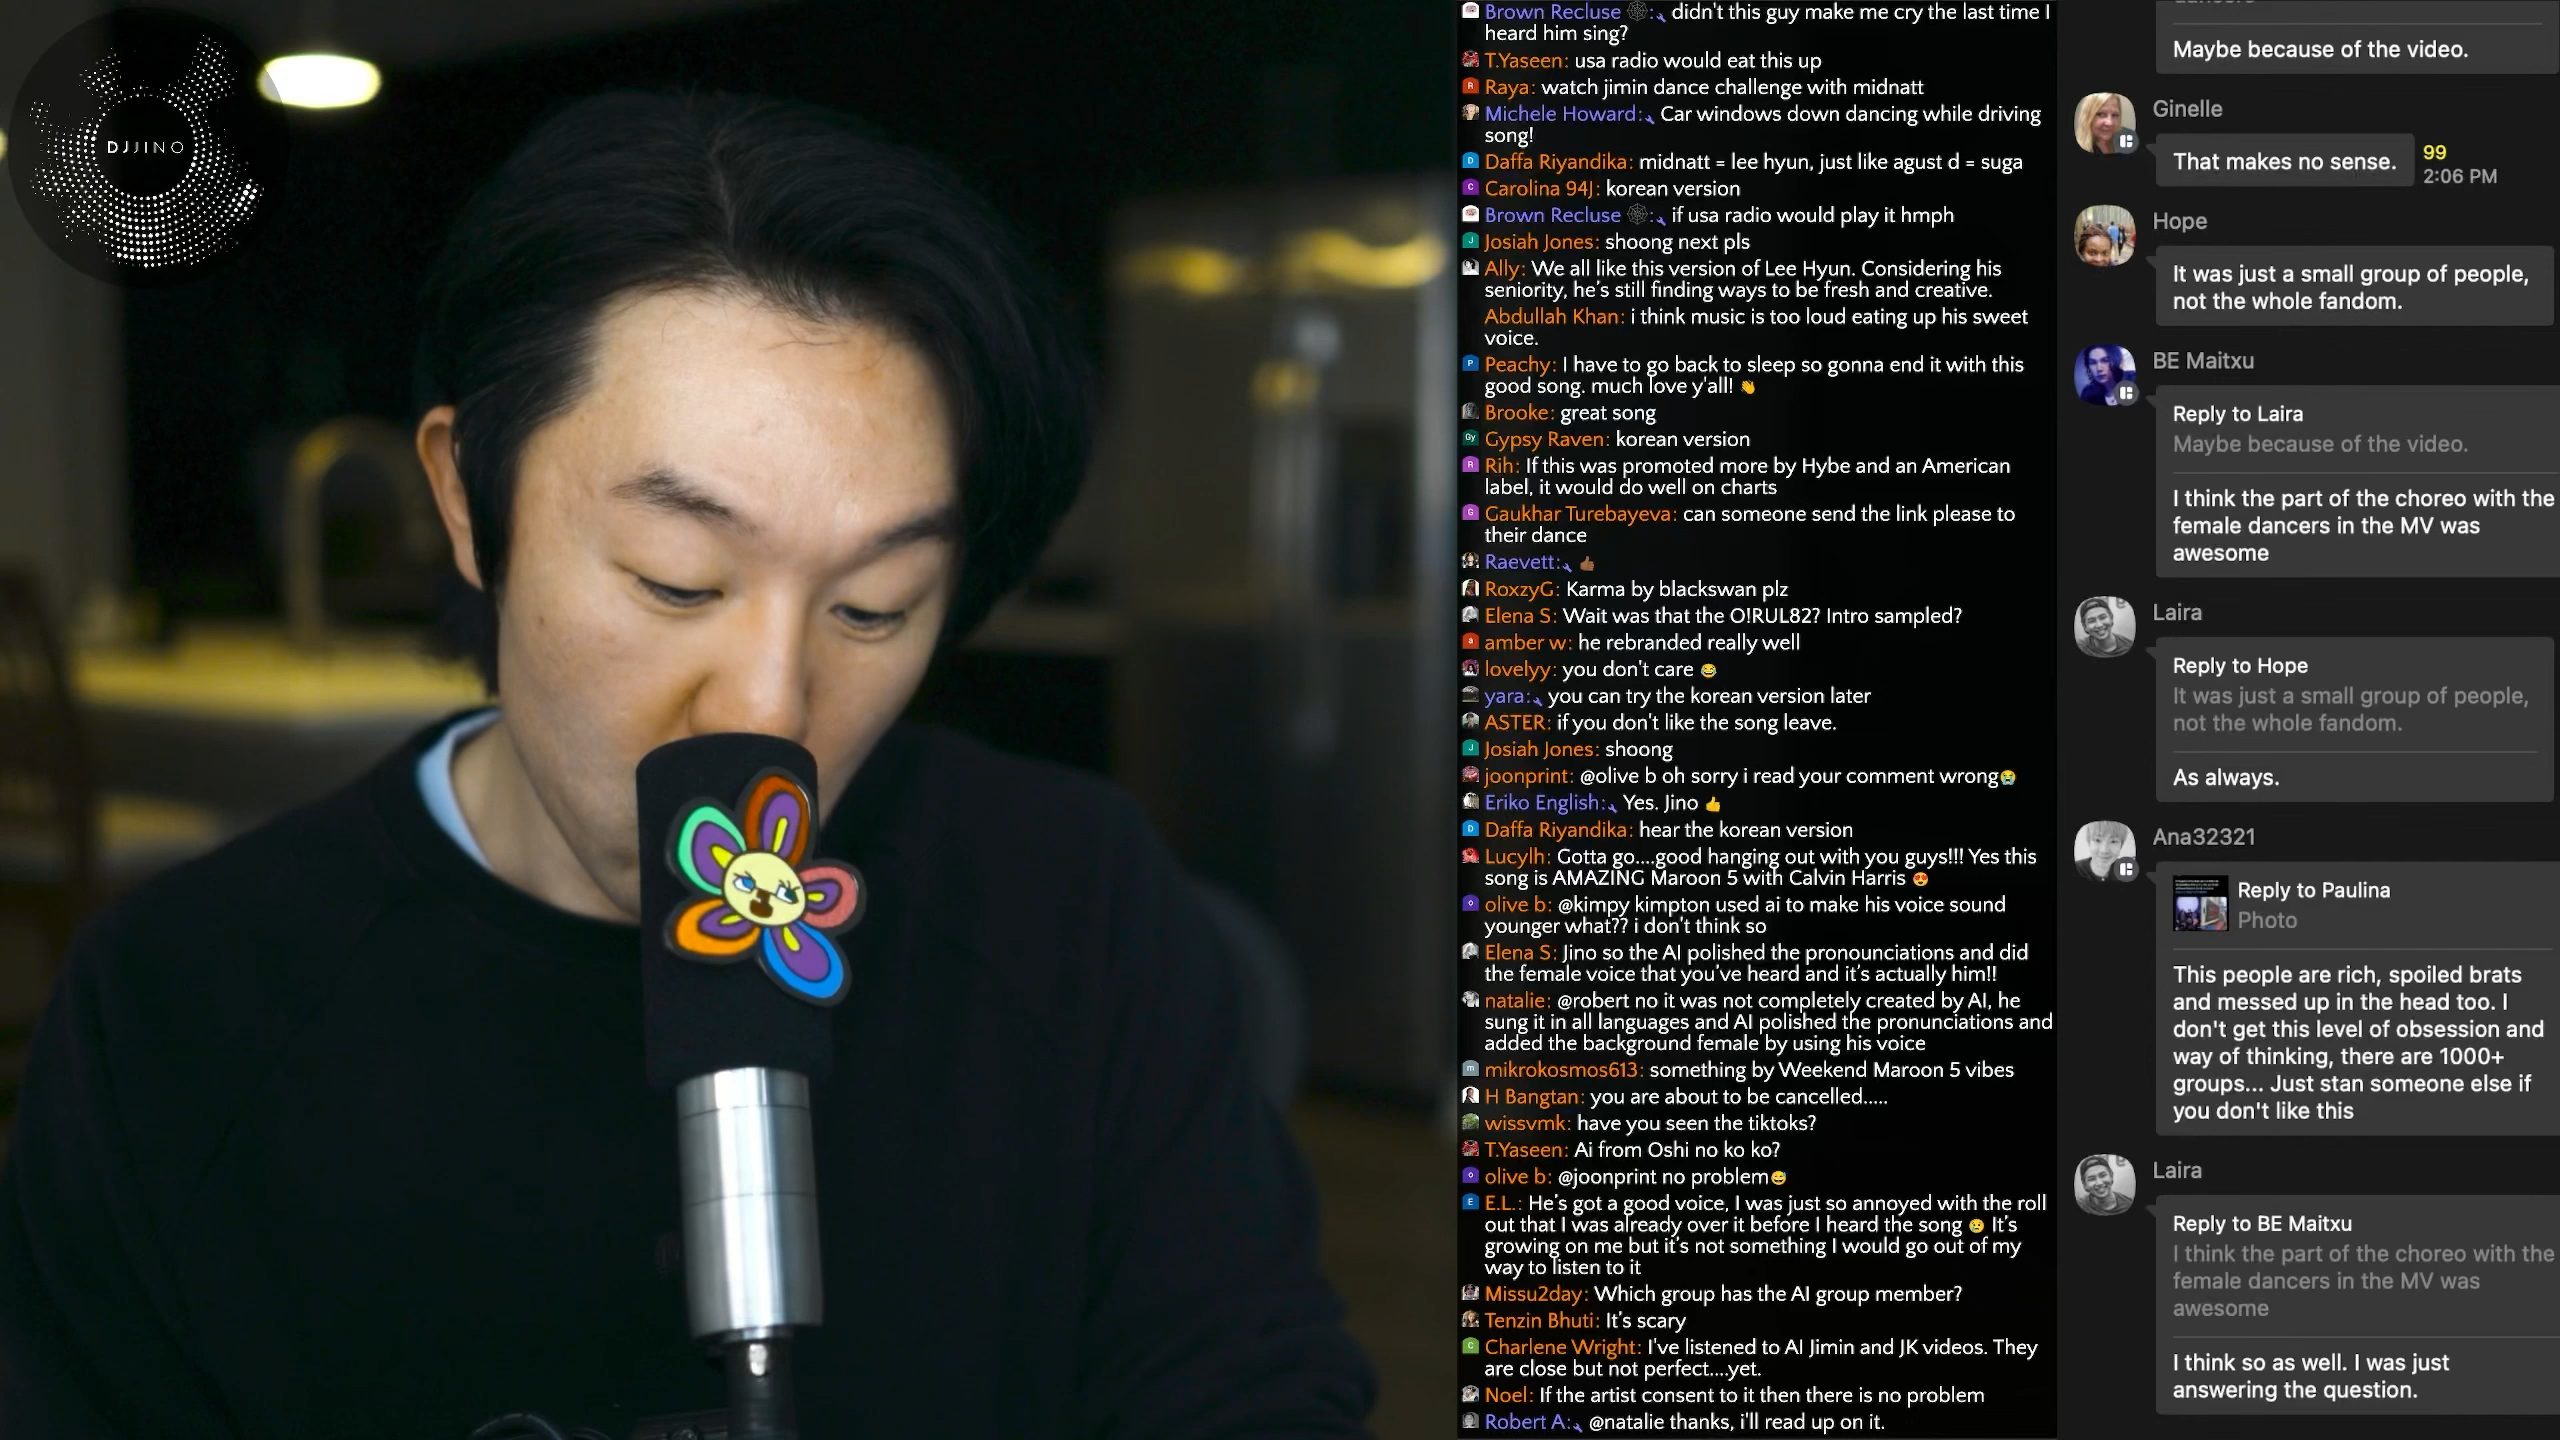 DJJINO
Brown Recluse 🕸: didn't this guy make me cry the last time I
heard him sing?
T.Yaseen: usa radio would eat this up
Raya: watch jimin dance challenge with midnatt
Michele Howard: Car windows down dancing while driving
song!
Daffa Riyandika: midnatt = lee hyun, just like agust d = suga
Carolina 94J: korean version
Brown Recluse 🕸: if usa radio would play it hmph
Josiah Jones: shoong next pls
Ally: We all like this version of Lee Hyun. Considering his
seniority, he's still finding ways to be fresh and creative.
Abdullah Khan: i think music is too loud eating up his sweet
voice.
Peachy: I have to go back to sleep so gonna end it with this
good song. much love y'all! 👏
Brooke: great song
Gypsy Raven: korean version
Rih: If this was promoted more by Hybe and an American
label, it would do well on charts
Gaukhar Turebayeva: can someone send the link please to
their dance
Raevett: 👍🏾
RoxzyG: Karma by blackswan plz
Elena S: Wait was that the O!RUL82? Intro sampled?
amber w: he rebranded really well
lovelyy: you don't care 😂
yara: you can try the korean version later
ASTER: if you don't like the song leave.
Josiah Jones: shoong
joonprint: @olive b oh sorry i read your comment wrong😭
Eriko English: Yes. Jino 👍
Daffa Riyandika: hear the korean version
Lucylh: Gotta go....good hanging out with you guys!!! Yes this
song is AMAZING Maroon 5 with Calvin Harris 😍
olive b: @kimpy kimpton used ai to make his voice sound
younger what?? i don't think so
Elena S: Jino so the AI polished the pronounciations and did
the female voice that you've heard and it's actually him!!
natalie: @robert no it was not completely created by AI, he
sung it in all languages and AI polished the pronunciations and
added the background female by using his voice
mikrokosmos613: something by Weekend Maroon 5 vibes
H Bangtan: you are about to be cancelled.....
wissvmk: have you seen the tiktoks?
T.Yaseen: Ai from Oshi no ko ko?
olive b: @joonprint no problem😅
E.L.: He's got a good voice, I was just so annoyed with the roll
out that I was already over it before I heard the song 😢 It's
growing on me but it's not something I would go out of my
way to listen to it
Missu2day: Which group has the AI group member?
Tenzin Bhuti: It's scary
Charlene Wright: I've listened to AI Jimin and JK videos. They
are close but not perfect....yet.
Noel: If the artist consent to it then there is no problem
Robert A: @natalie thanks, i'll read up on it.
Maybe because of the video.
Ginelle
That makes no sense.
99
2:06 PM
Hope
It was just a small group of people,
not the whole fandom.
BE Maitxu
Reply to Laira
Maybe because of the video.
I think the part of the choreo with the
female dancers in the MV was
awesome
Laira
Reply to Hope
It was just a small group of people,
not the whole fandom.
As always.
Ana32321
Reply to Paulina
Photo
This people are rich, spoiled brats
and messed up in the head too. I
don't get this level of obsession and
way of thinking, there are 1000+
groups... Just stan someone else if
you don't like this
Laira
Reply to BE Maitxu
I think the part of the choreo with the
female dancers in the MV was
awesome
I think so as well. I was just
answering the question.